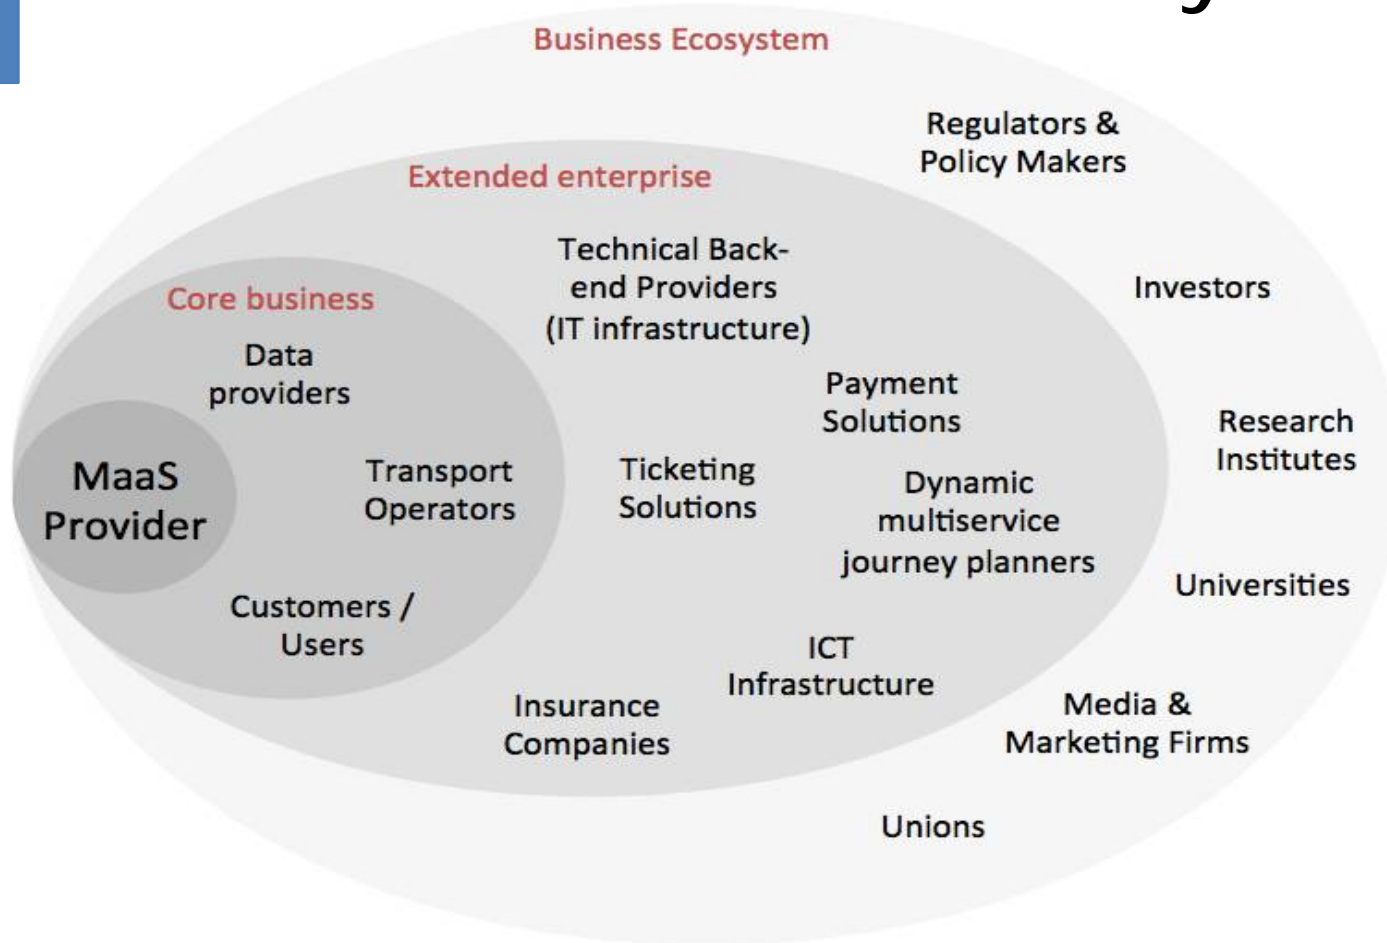 Business Ecosystem
Regulators &
Policy Makers
Extended enterprise
Technical Back-
end Providers
(IT infrastructure)
Investors
Core business
Data
providers
Payment
Solutions
Research
Institutes
MaaS
Provider
Transport
Operators
Ticketing
Solutions
Dynamic
multiservice
journey planners
Universities
Customers /
Users
ICT
Infrastructure
Insurance
Companies
Media &
Marketing Firms
Unions